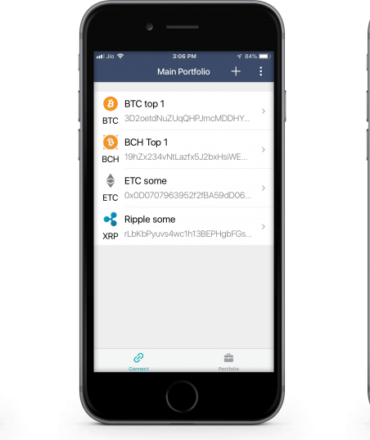 Jio 3:06 PM 84%
Main Portfolio + ⋮
BTC top 1
BTC 3D2oetdNuZUqQHPJmcMDDHY...
BCH Top 1
BCH 19hZx234vNtLazfx5J2bxHsiWE...
ETC some
ETC 0x0D0707963952f2fBA59dD06...
Ripple some
XRP rLbKbPyuvs4wc1h13BEPHgbFGs...
Connect Portfolio